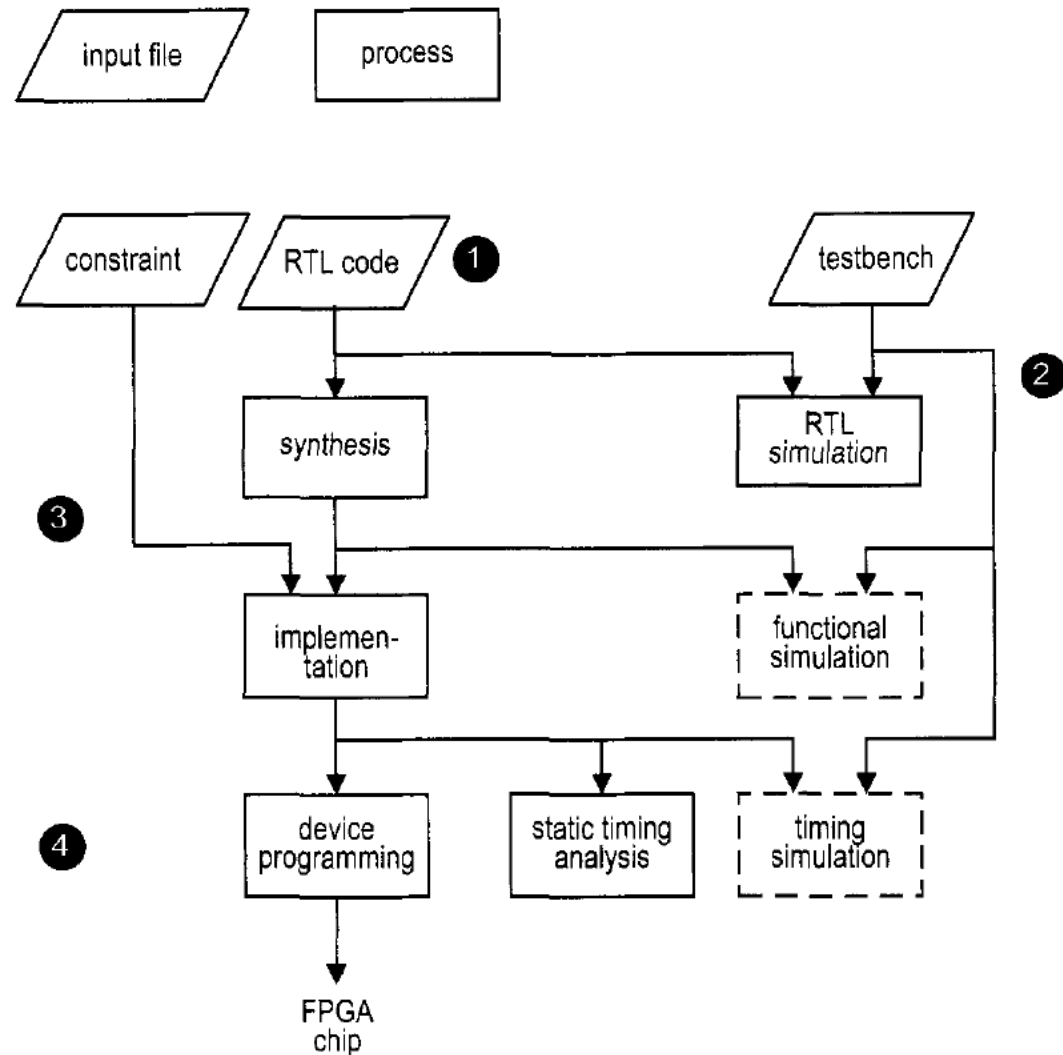 input file
process
constraint
RTL code
1
testbench
2
synthesis
RTL
simulation
3
implemen-
tation
functional
simulation
4
device
programming
static timing
analysis
timing
simulation
FPGA
chip